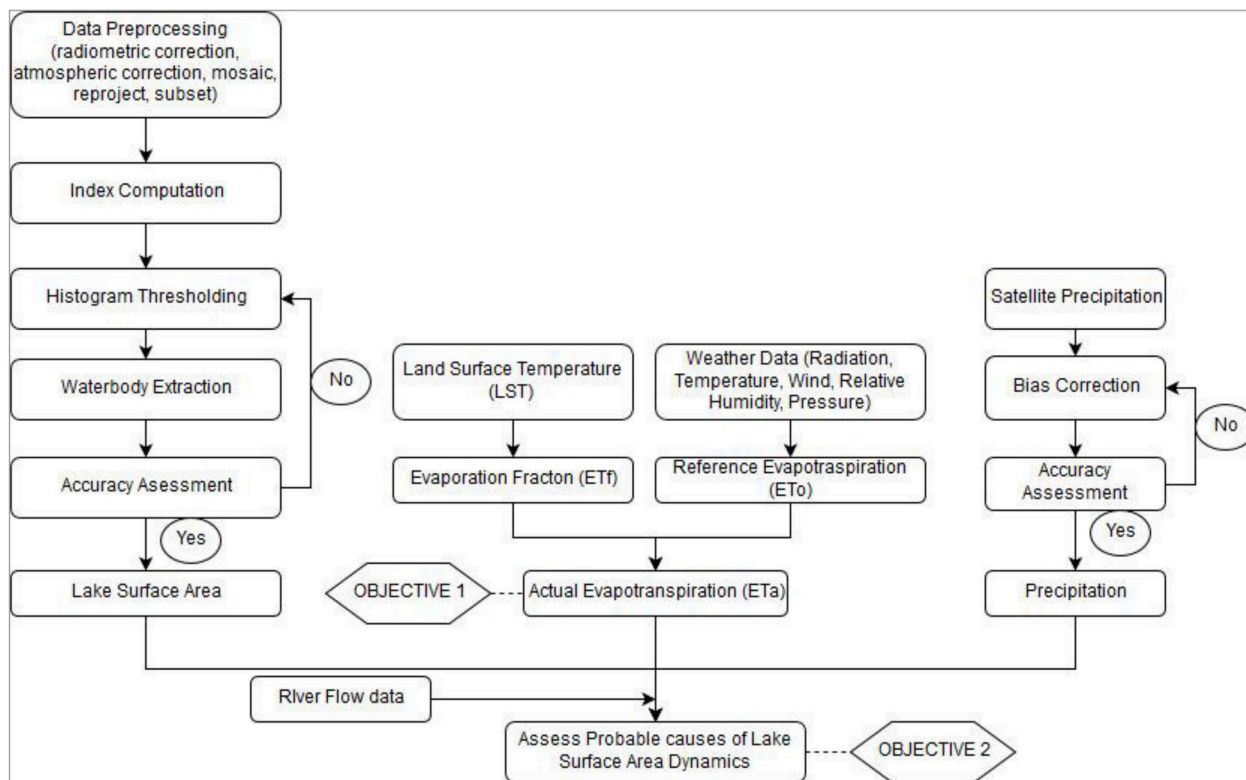 Data Preprocessing
(radiometric correction,
atmospheric correction, mosaic,
reproject, subset)
Index Computation
Histogram Thresholding
Waterbody Extraction
No
Accuracy Asessment
Yes
Lake Surface Area
Land Surface Temperature
(LST)
Evaporation Fracton (ETf)
Weather Data (Radiation,
Temperature, Wind, Relative
Humidity, Pressure)
Reference Evapotraspiration
(ETo)
OBJECTIVE 1
Actual Evapotranspiration (ETa)
Satellite Precipitation
Bias Correction
No
Accuracy
Assessment
Yes
Precipitation
RIver Flow data
Assess Probable causes of Lake
Surface Area Dynamics
OBJECTIVE 2